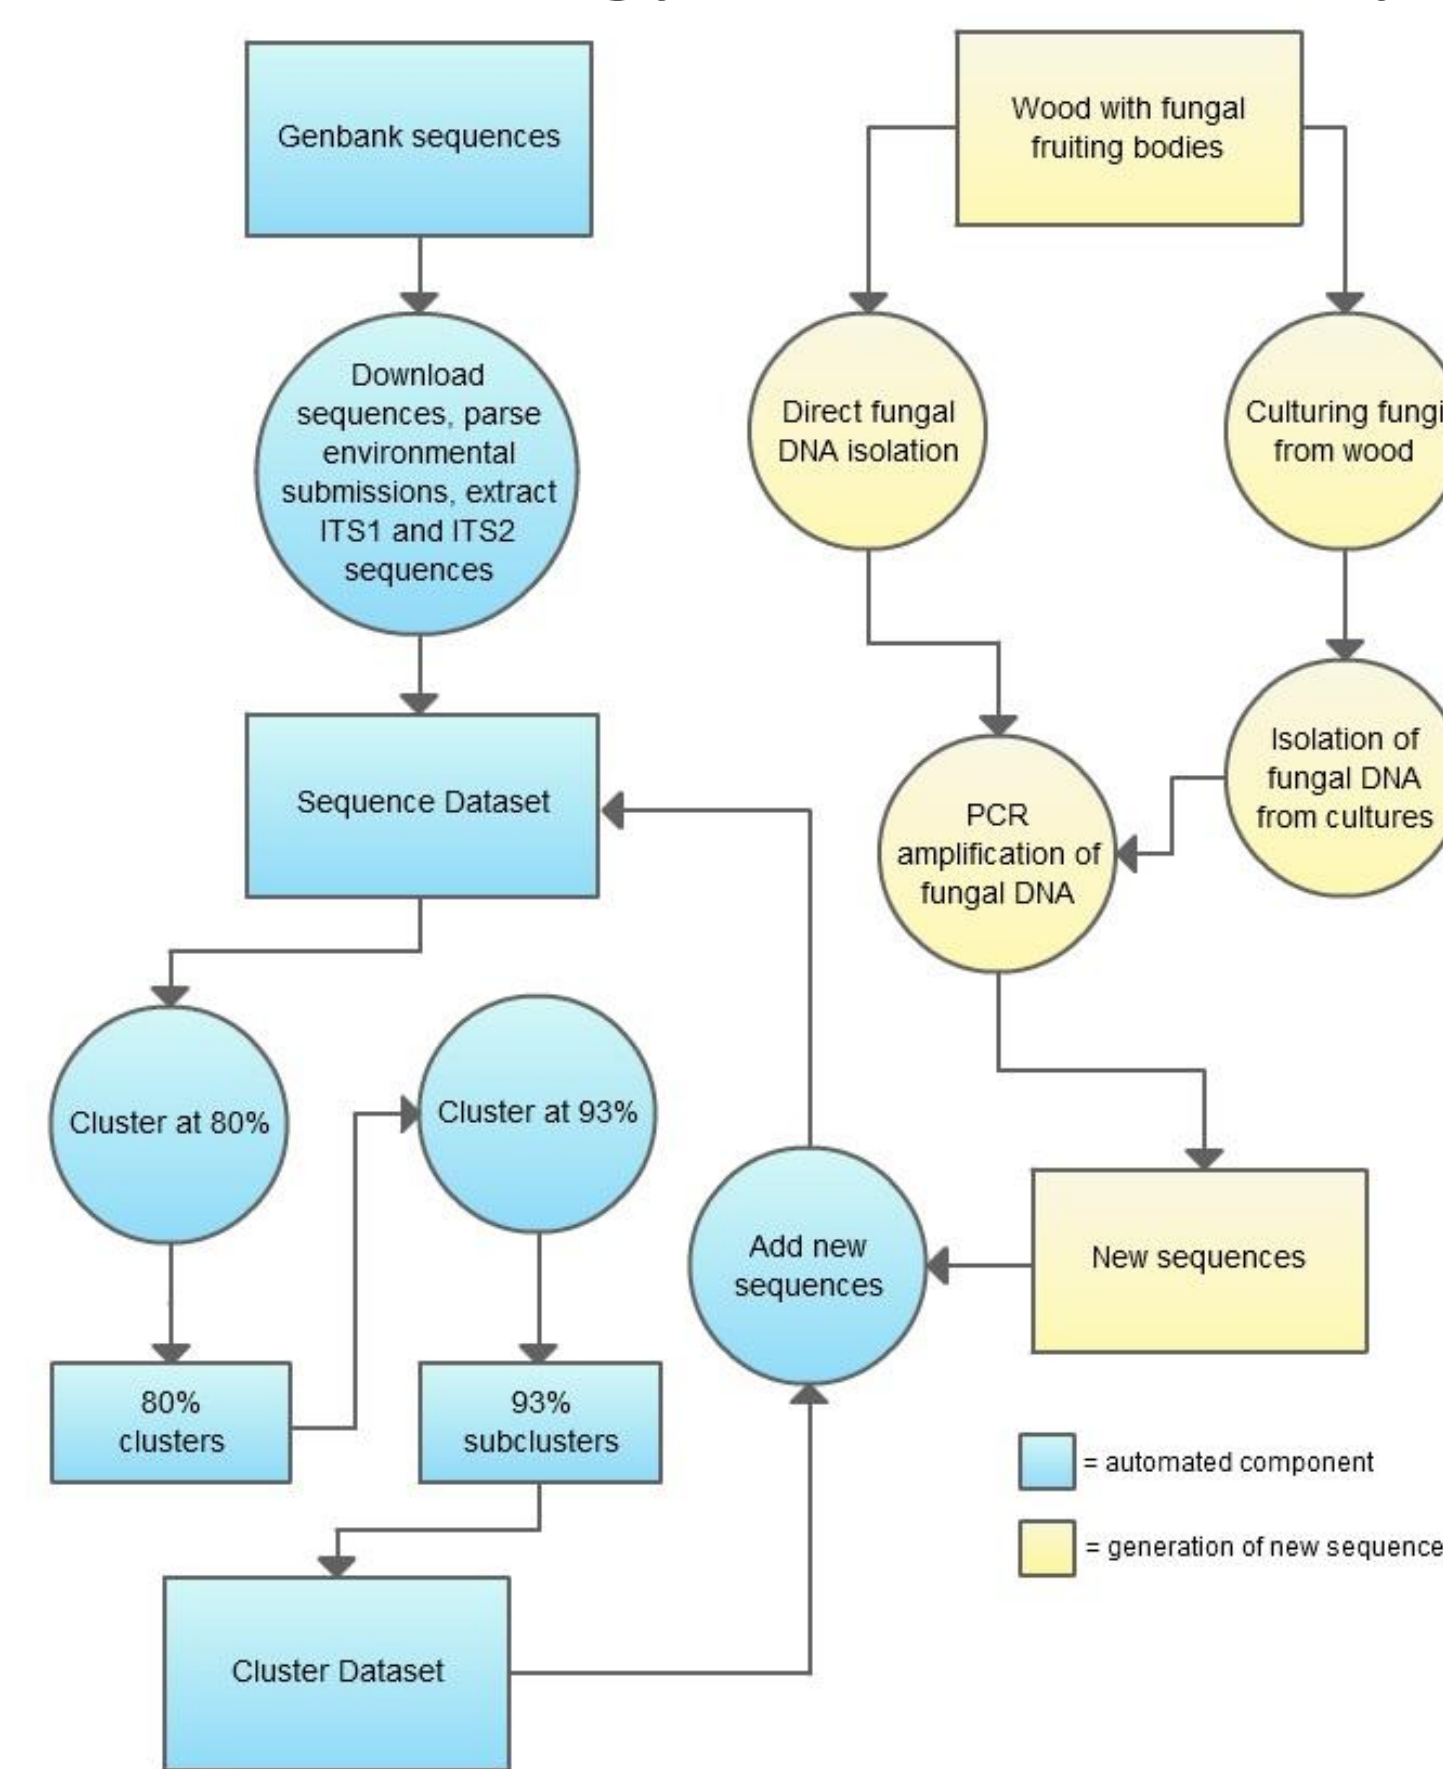 Genbank sequences
Wood with fungal
fruiting bodies
Download
sequences, parse
environmental
submissions, extract
ITS1 and ITS2
sequences
Direct fungal
DNA isolation
Culturing fungi
from wood
Sequence Dataset
Isolation of
fungal DNA
from cultures
PCR
amplification of
fungal DNA
Cluster at 80%
Cluster at 93%
Add new
sequences
New sequences
80%
clusters
93%
subclusters
= automated component
= generation of new sequence
Cluster Dataset